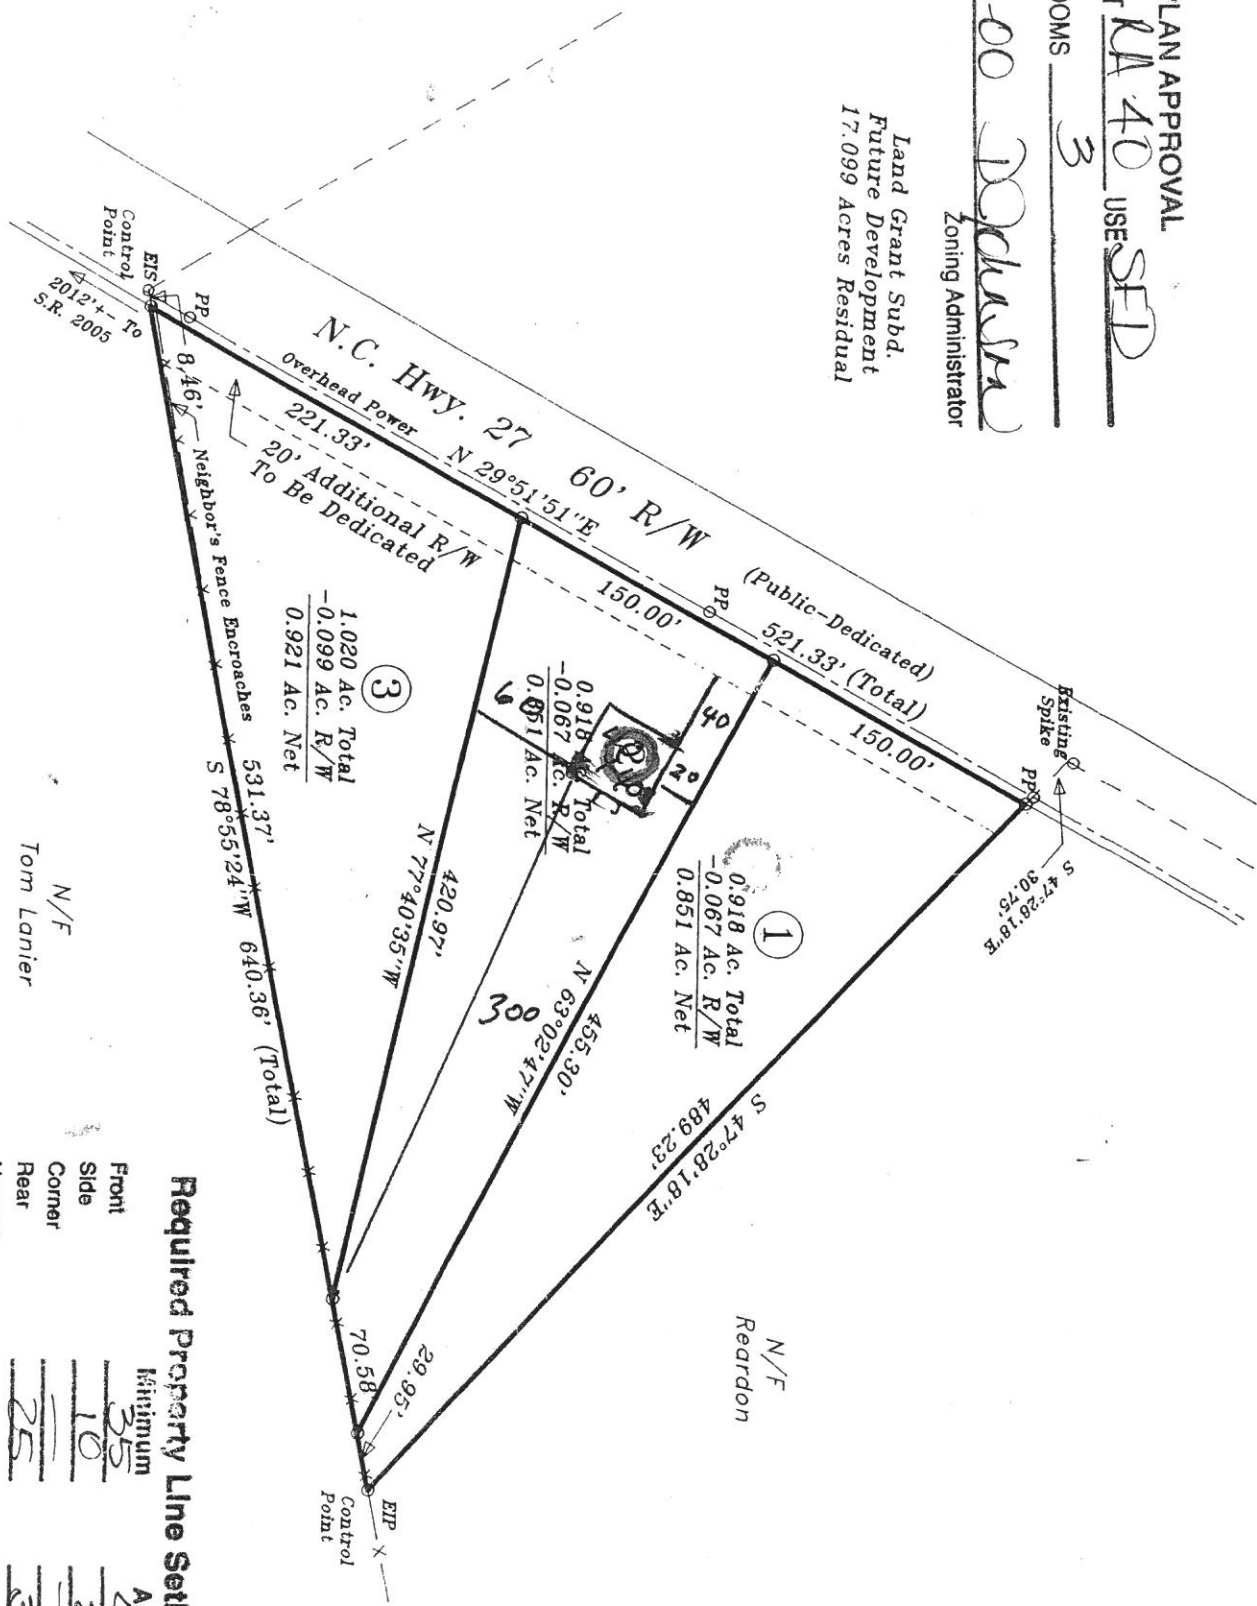 PLAN APPROVAL
RA 40 USE SFD
OOMS 3
-00
Zoning Administrator
Land Grant Subd.
Future Development
17.099 Acres Residual
N.C. Hwy. 27 60' R/W
(Public-Dedicated)
Existing
Spike
PP
S 47°28'18"E
30.75'
521.33' (Total)
150.00'
PP
150.00'
N 29°51'51"E
Overhead Power
221.33'
PP
EIS
Control
Point
2012'+- To
S.R. 2005
8.46'
20' Additional R/W
To Be Dedicated
Neighbor's Fence Encroaches
531.37'
S 78°55'24"W 640.36' (Total)
3
1.020 Ac. Total
-0.099 Ac. R/W
0.921 Ac. Net
0.918 Ac. Total
-0.067 Ac. R/W
0.851 Ac. Net
2
40
20
60
300
1
0.918 Ac. Total
-0.067 Ac. R/W
0.851 Ac. Net
420.97'
N 77°40'35"W
455.30'
N 63°02'47"W
S 47°28'18"E
489.23'
70.58'
29.95'
EIP
Control
Point
N/F
Reardon
N/F
Tom Lanier
Required Property Line Set
Minimum A
Front 35
Side 10
Corner
Rear 25